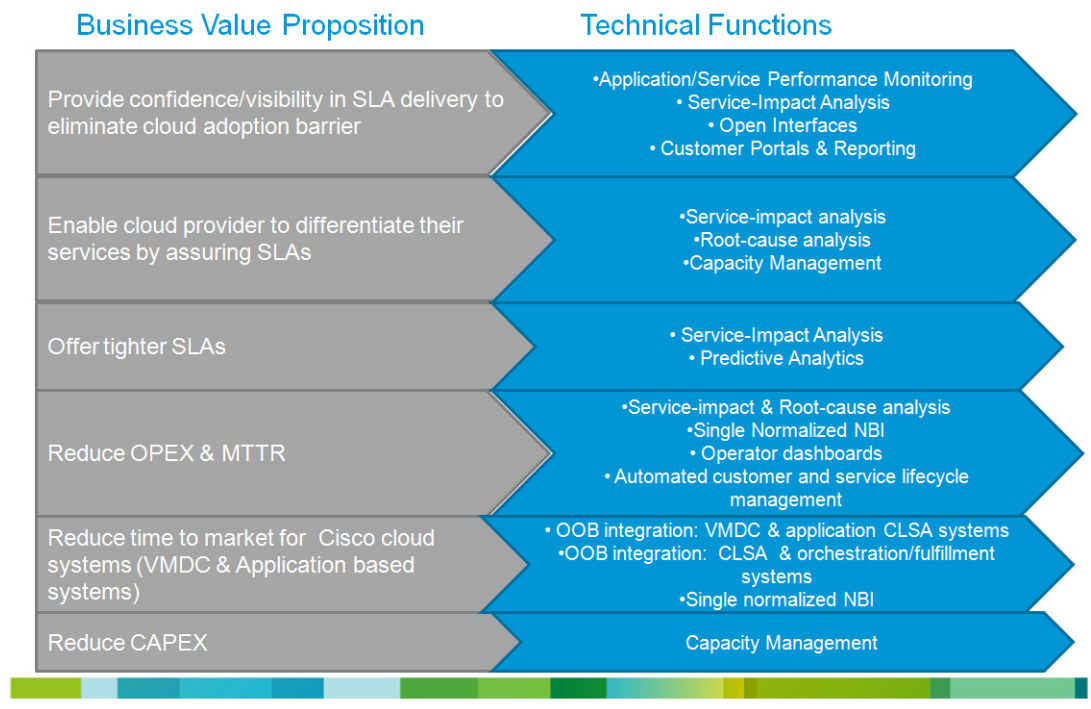 Business Value Proposition
Technical Functions
Provide confidence/visibility in SLA delivery to
eliminate cloud adoption barrier
•Application/Service Performance Monitoring
• Service-Impact Analysis
• Open Interfaces
• Customer Portals & Reporting
Enable cloud provider to differentiate their
services by assuring SLAs
•Service-impact analysis
•Root-cause analysis
•Capacity Management
Offer tighter SLAs
• Service-Impact Analysis
• Predictive Analytics
Reduce OPEX & MTTR
•Service-impact & Root-cause analysis
•Single Normalized NBI
• Operator dashboards
• Automated customer and service lifecycle
management
Reduce time to market for Cisco cloud
systems (VMDC & Application based
systems)
• OOB integration: VMDC & application CLSA systems
•OOB integration: CLSA & orchestration/fulfillment
systems
•Single normalized NBI
Reduce CAPEX
Capacity Management